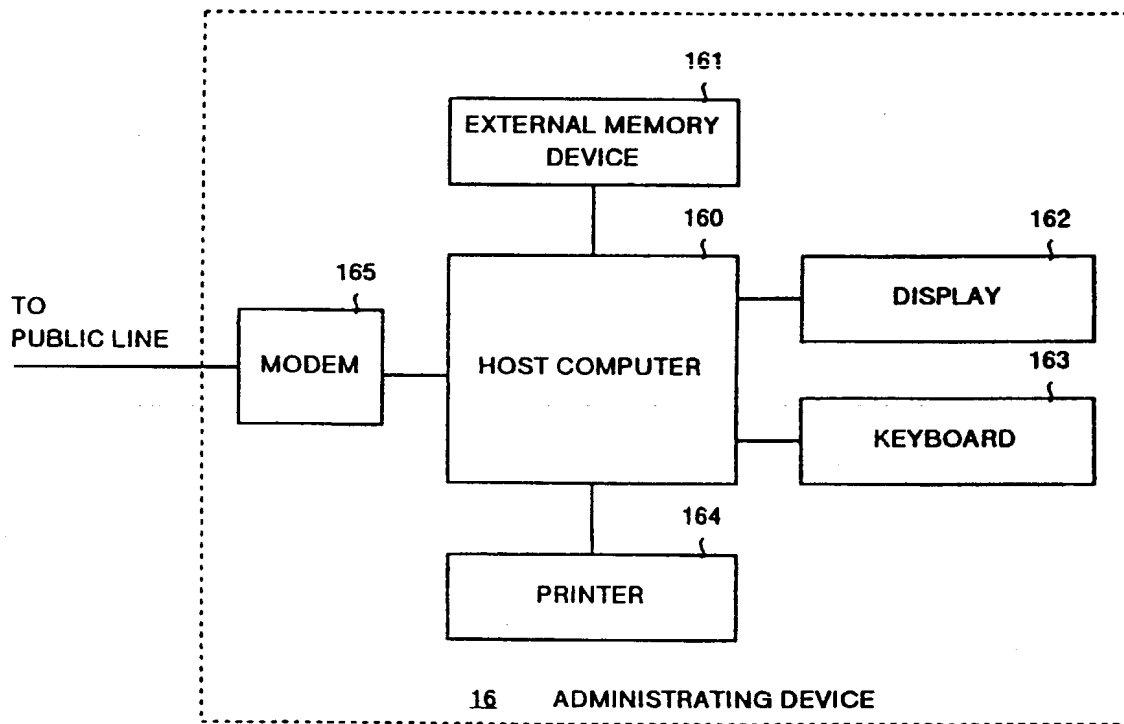 161
EXTERNAL MEMORY
DEVICE
160
162
165
TO
PUBLIC LINE
MODEM
HOST COMPUTER
DISPLAY
163
KEYBOARD
164
PRINTER
16 ADMINISTRATING DEVICE